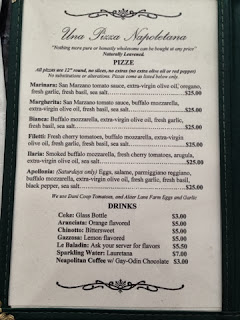 Una Pizza Napoletana
"Nothing more pure or honestly wholesome can be bought at any price"
Naturally Leavened.
PIZZE
All pizzas are 12" round, no slices, no extras (no extra olive oil or red pepper)
No substitutions or alterations. Pizzas come as listed below only.
Marinara: San Marzano tomato sauce, extra-virgin olive oil, oregano,
fresh garlic, fresh basil, sea salt.....$25.00
Margherita: San Marzano tomato sauce, buffalo mozzarella,
extra-virgin olive oil, fresh basil, sea salt.....$25.00
Bianca: Buffalo mozzarella, extra-virgin olive oil, fresh garlic,
fresh basil, sea salt.....$25.00
Filetti: Fresh cherry tomatoes, buffalo mozzarella, extra-virgin
olive oil, fresh garlic, fresh basil, sea salt.....$25.00
Ilaria: Smoked buffalo mozzarella, fresh cherry tomatoes, arugula,
extra-virgin olive oil, sea salt.....$25.00
Apollonia: (Saturdays only) Eggs, salame, parmigiano reggiano,
buffalo mozzarella, extra-virgin olive oil, fresh garlic, fresh basil,
black pepper, sea salt.....$25.00
We use Dani Coop Tomatoes, and Alder Lane Farm Eggs and Garlic
DRINKS
Coke: Glass Bottle $3.00
Aranciata: Orange flavored $5.00
Chinotto: Bittersweet $5.00
Gazzosa: Lemon flavored $5.00
Le Baladin: Ask your server for flavors $5.50
Sparkling Water: Lauretana $7.00
Neapolitan Coffee w/ Gay-Odin Chocolate $3.00